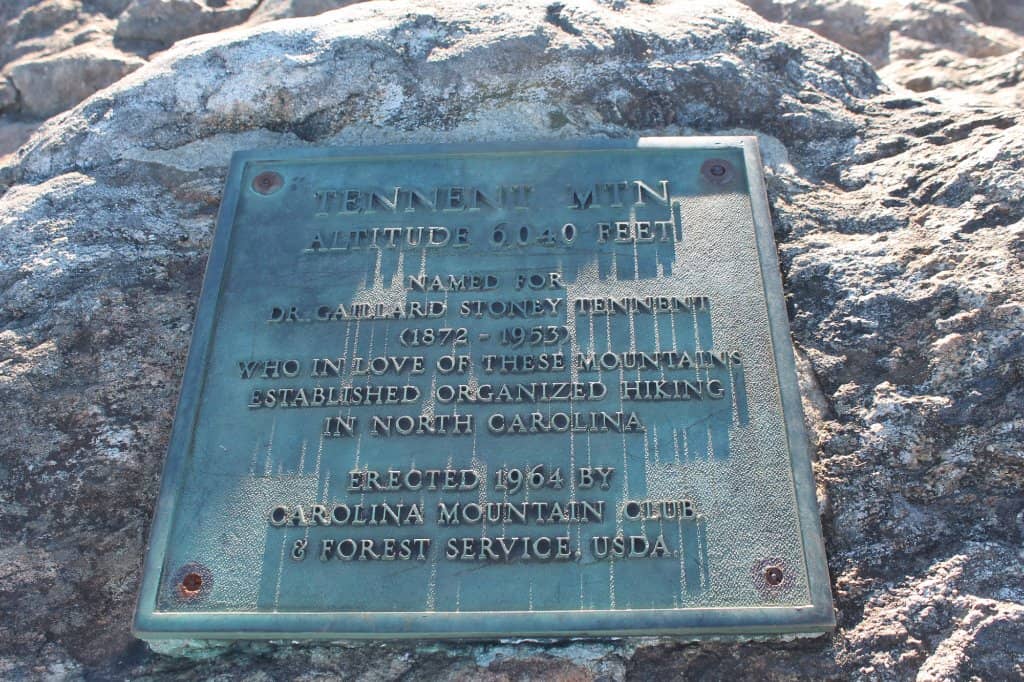 TENNENT MTN.
ALTITUDE 6,040 FEET
NAMED FOR
DR. GAILLARD STONEY TENNENT
(1872 - 1953)
WHO IN LOVE OF THESE MOUNTAINS
ESTABLISHED ORGANIZED HIKING
IN NORTH CAROLINA
ERECTED 1964 BY
CAROLINA MOUNTAIN CLUB
& FOREST SERVICE, USDA.